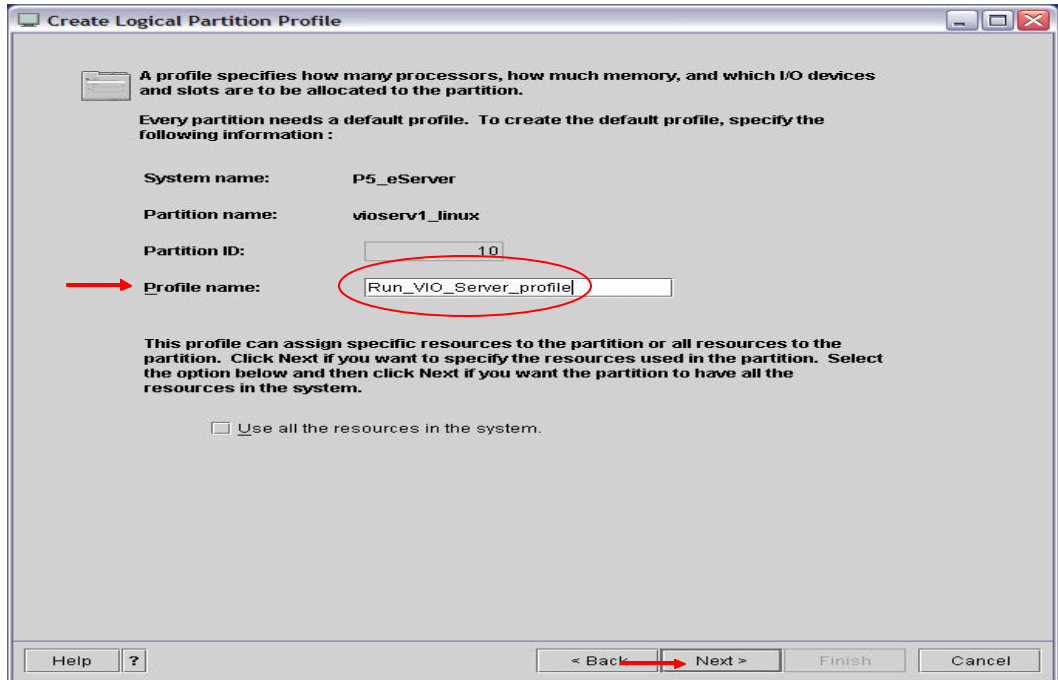 Create Logical Partition Profile
A profile specifies how many processors, how much memory, and which I/O devices
and slots are to be allocated to the partition.
Every partition needs a default profile. To create the default profile, specify the
following information :
System name: P5_eServer
Partition name: vioserv1_linux
Partition ID: 10
Profile name: Run_VIO_Server_profile
This profile can assign specific resources to the partition or all resources to the
partition. Click Next if you want to specify the resources used in the partition. Select
the option below and then click Next if you want the partition to have all the
resources in the system.
Use all the resources in the system.
Help ? < Back Next > Finish Cancel